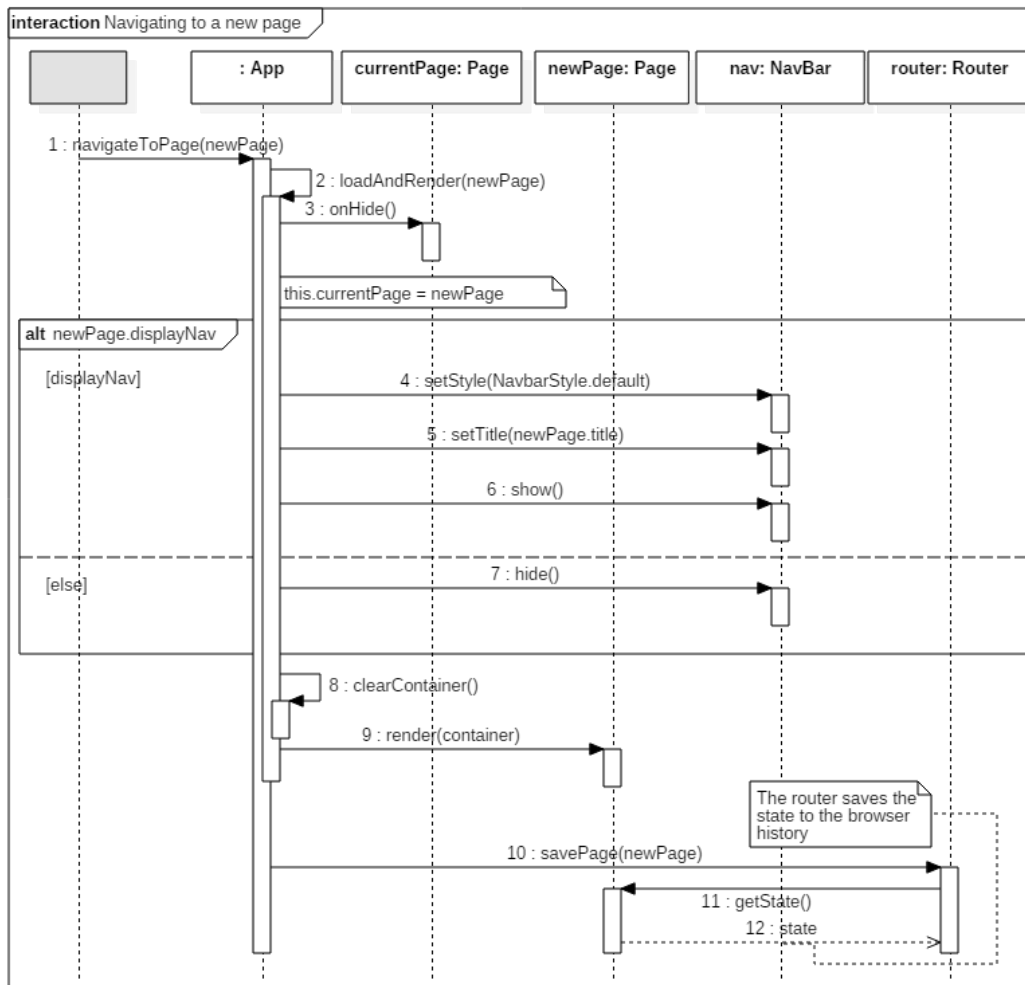 interaction Navigating to a new page
: App
currentPage: Page
newPage: Page
nav: NavBar
router: Router
1 : navigateToPage(newPage)
2 : loadAndRender(newPage)
3 : onHide()
this.currentPage = newPage
alt newPage.displayNav
[displayNav]
4 : setStyle(NavbarStyle.default)
5 : setTitle(newPage.title)
6 : show()
[else]
7 : hide()
8 : clearContainer()
9 : render(container)
The router saves the
state to the browser
history
10 : savePage(newPage)
11 : getState()
12 : state